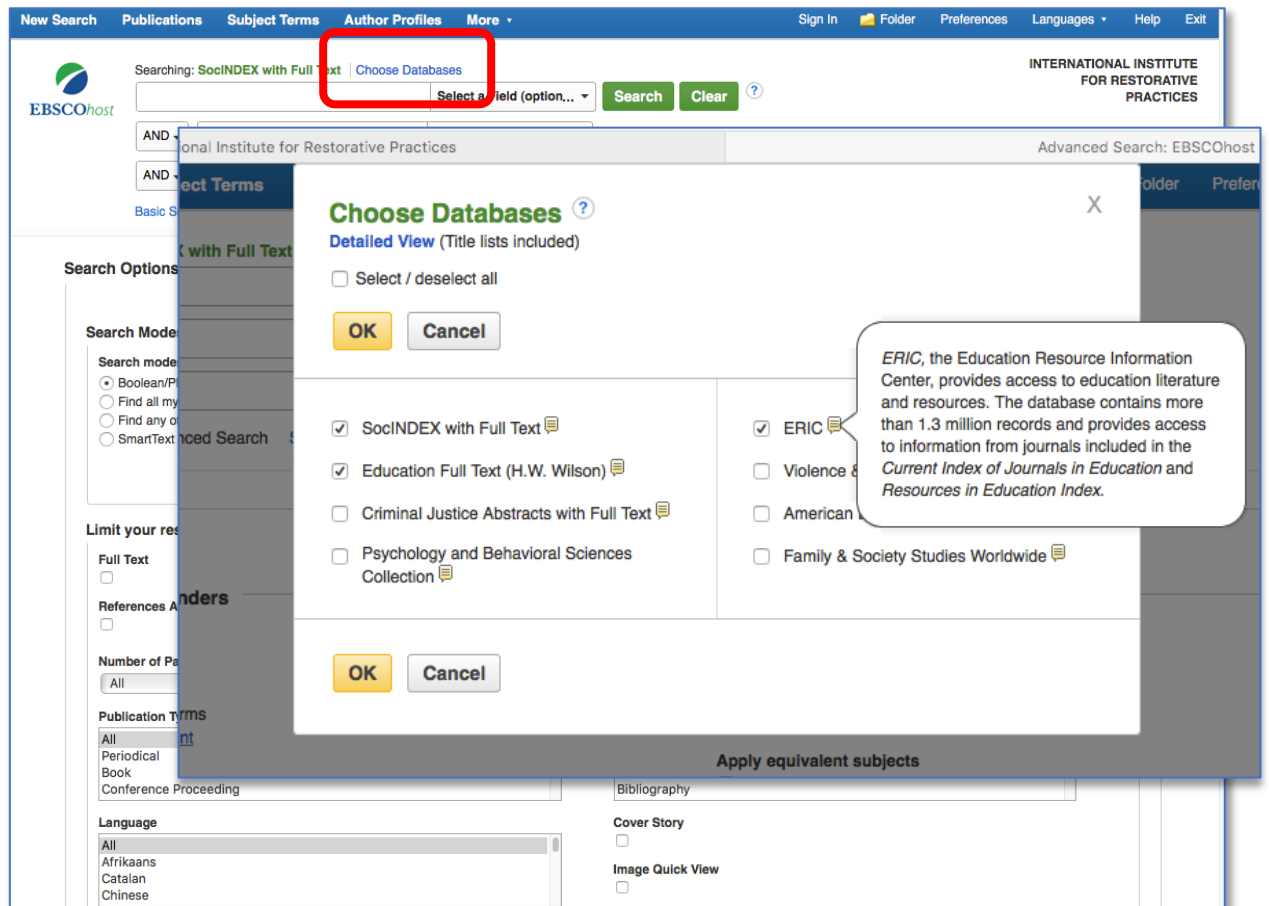 New Search Publications Subject Terms Author Profiles More
Sign In Folder Preferences Languages Help Exit
EBSCOhost
Searching: SocINDEX with Full Text Choose Databases
Select a Field (option... Search Clear ?
INTERNATIONAL INSTITUTE
FOR RESTORATIVE
PRACTICES
AND
AND
Basic S
Search Options
Search Mode
Search mode
Boolean/P
Find all my
Find any o
SmartText
Limit your res
Full Text
References A
Number of Pa
All
Publication T
All
Periodical
Book
Conference Proceeding
Bibliography
Language
All
Afrikaans
Catalan
Chinese
Cover Story
Image Quick View
ional Institute for Restorative Practices
Advanced Search: EBSCOhost
ect Terms
older Prefer
with Full Text
nced Search
nders
rms
nt
Apply equivalent subjects
Choose Databases ?
X
Detailed View (Title lists included)
Select / deselect all
OK Cancel
SocINDEX with Full Text
Education Full Text (H.W. Wilson)
Criminal Justice Abstracts with Full Text
Psychology and Behavioral Sciences
Collection
ERIC
Violence &
American
Family & Society Studies Worldwide
ERIC, the Education Resource Information
Center, provides access to education literature
and resources. The database contains more
than 1.3 million records and provides access
to information from journals included in the
Current Index of Journals in Education and
Resources in Education Index.
OK Cancel